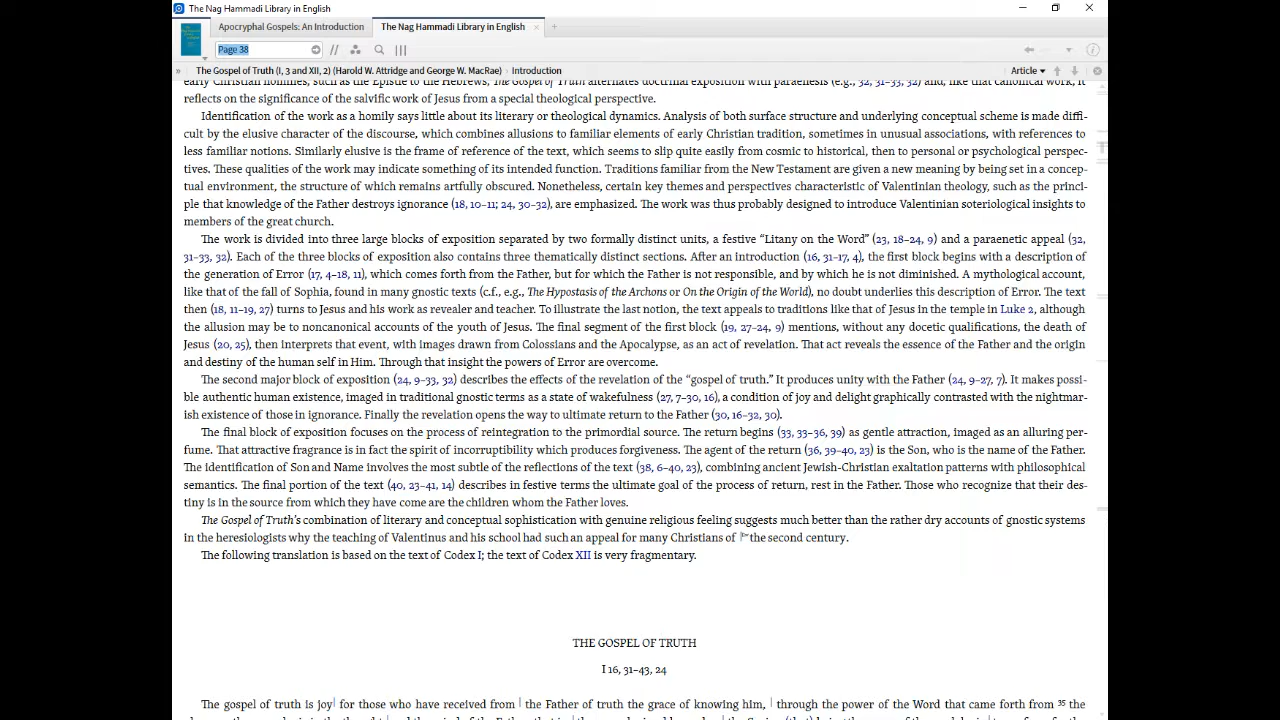 The Nag Hammadi Library in English
Apocryphal Gospels: An Introduction
The Nag Hammadi Library in English
Page 38
The Gospel of Truth (I, 3 and XII, 2) (Harold W. Attridge and George W. MacRae) › Introduction
Article
early Christian homilies, such as the Epistle to the Hebrews, The Gospel of Truth alternates doctrinal exposition with paraenesis (e.g., 32, 31–33, 32) and, like that canonical work, it
reflects on the significance of the salvific work of Jesus from a special theological perspective.
Identification of the work as a homily says little about its literary or theological dynamics. Analysis of both surface structure and underlying conceptual scheme is made diffi-
cult by the elusive character of the discourse, which combines allusions to familiar elements of early Christian tradition, sometimes in unusual associations, with references to
less familiar notions. Similarly elusive is the frame of reference of the text, which seems to slip quite easily from cosmic to historical, then to personal or psychological perspec-
tives. These qualities of the work may indicate something of its intended function. Traditions familiar from the New Testament are given a new meaning by being set in a concep-
tual environment, the structure of which remains artfully obscured. Nonetheless, certain key themes and perspectives characteristic of Valentinian theology, such as the princi-
ple that knowledge of the Father destroys ignorance (18, 10–11; 24, 30–32), are emphasized. The work was thus probably designed to introduce Valentinian soteriological insights to
members of the great church.
The work is divided into three large blocks of exposition separated by two formally distinct units, a festive “Litany on the Word” (23, 18–24, 9) and a paraenetic appeal (32,
31–33, 32). Each of the three blocks of exposition also contains three thematically distinct sections. After an introduction (16, 31–17, 4), the first block begins with a description of
the generation of Error (17, 4–18, 11), which comes forth from the Father, but for which the Father is not responsible, and by which he is not diminished. A mythological account,
like that of the fall of Sophia, found in many gnostic texts (c.f., e.g., The Hypostasis of the Archons or On the Origin of the World), no doubt underlies this description of Error. The text
then (18, 11–19, 27) turns to Jesus and his work as revealer and teacher. To illustrate the last notion, the text appeals to traditions like that of Jesus in the temple in Luke 2, although
the allusion may be to noncanonical accounts of the youth of Jesus. The final segment of the first block (19, 27–24, 9) mentions, without any docetic qualifications, the death of
Jesus (20, 25), then interprets that event, with images drawn from Colossians and the Apocalypse, as an act of revelation. That act reveals the essence of the Father and the origin
and destiny of the human self in Him. Through that insight the powers of Error are overcome.
The second major block of exposition (24, 9–33, 32) describes the effects of the revelation of the “gospel of truth.” It produces unity with the Father (24, 9–27, 7). It makes possi-
ble authentic human existence, imaged in traditional gnostic terms as a state of wakefulness (27, 7–30, 16), a condition of joy and delight graphically contrasted with the nightmar-
ish existence of those in ignorance. Finally the revelation opens the way to ultimate return to the Father (30, 16–32, 30).
The final block of exposition focuses on the process of reintegration to the primordial source. The return begins (33, 33–36, 39) as gentle attraction, imaged as an alluring per-
fume. That attractive fragrance is in fact the spirit of incorruptibility which produces forgiveness. The agent of the return (36, 39–40, 23) is the Son, who is the name of the Father.
The identification of Son and Name involves the most subtle of the reflections of the text (38, 6–40, 23), combining ancient Jewish-Christian exaltation patterns with philosophical
semantics. The final portion of the text (40, 23–41, 14) describes in festive terms the ultimate goal of the process of return, rest in the Father. Those who recognize that their des-
tiny is in the source from which they have come are the children whom the Father loves.
The Gospel of Truth’s combination of literary and conceptual sophistication with genuine religious feeling suggests much better than the rather dry accounts of gnostic systems
in the heresiologists why the teaching of Valentinus and his school had such an appeal for many Christians of the second century.
The following translation is based on the text of Codex I; the text of Codex XII is very fragmentary.
THE GOSPEL OF TRUTH
I 16, 31–43, 24
The gospel of truth is joy| for those who have received from | the Father of truth the grace of knowing him, | through the power of the Word that came forth from 35 the